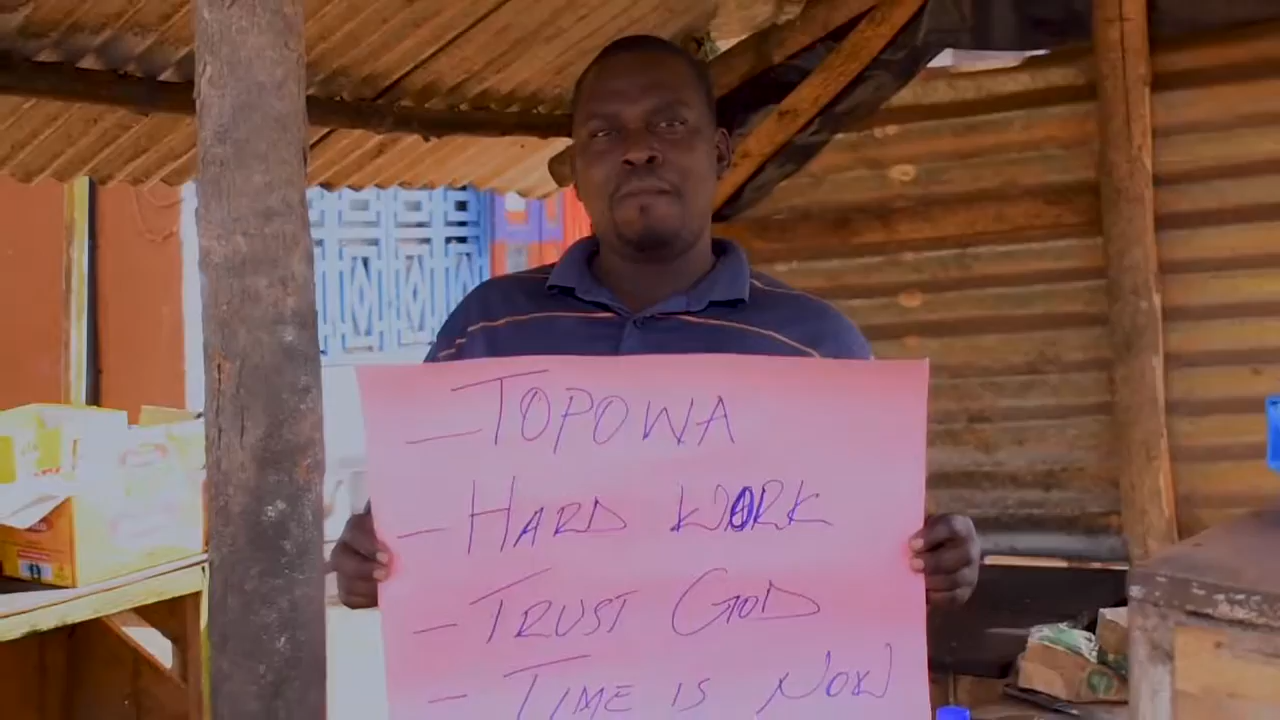 - TOPOWA
- HARD WORK
- TRUST GOD
- TIME IS NOW